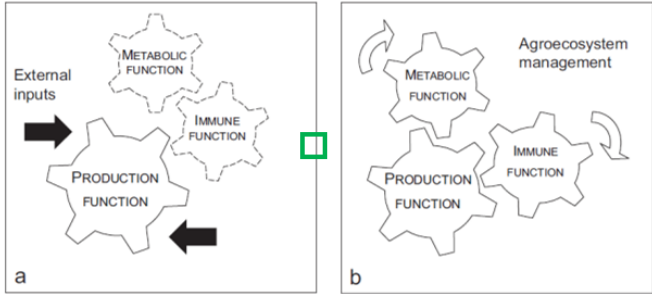 External
inputs
METABOLIC
FUNCTION
IMMUNE
FUNCTION
PRODUCTION
FUNCTION
a
Agroecosystem
management
METABOLIC
FUNCTION
IMMUNE
FUNCTION
PRODUCTION
FUNCTION
b